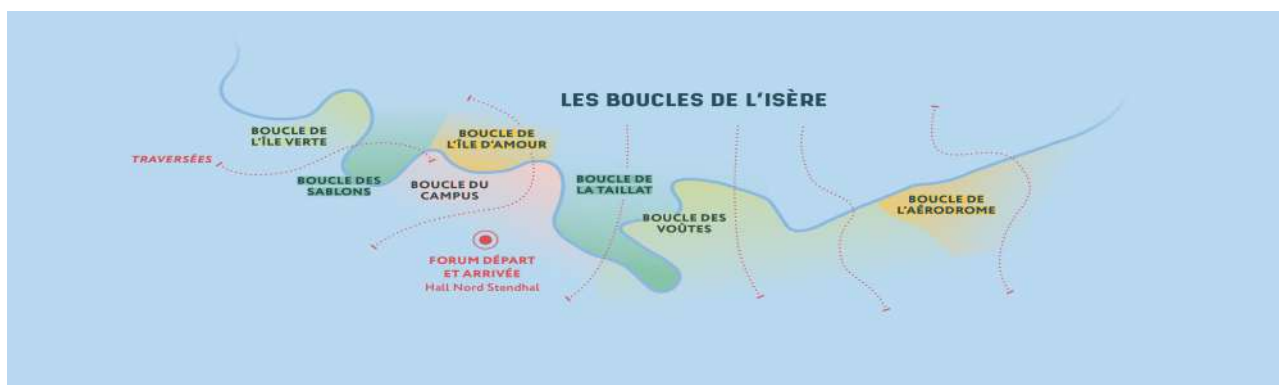 LES BOUCLES DE L'ISÈRE
BOUCLE DE
L'ÎLE VERTE
BOUCLE DE
L'ÎLE D'AMOUR
TRAVERSÉES
BOUCLE DES
SABLONS
BOUCLE DU
CAMPUS
BOUCLE DE
LA TAILLAT
BOUCLE DES
VOÛTES
BOUCLE DE
L'AÉRODROME
FORUM DÉPART
ET ARRIVÉE
Hall Nord Stendhal